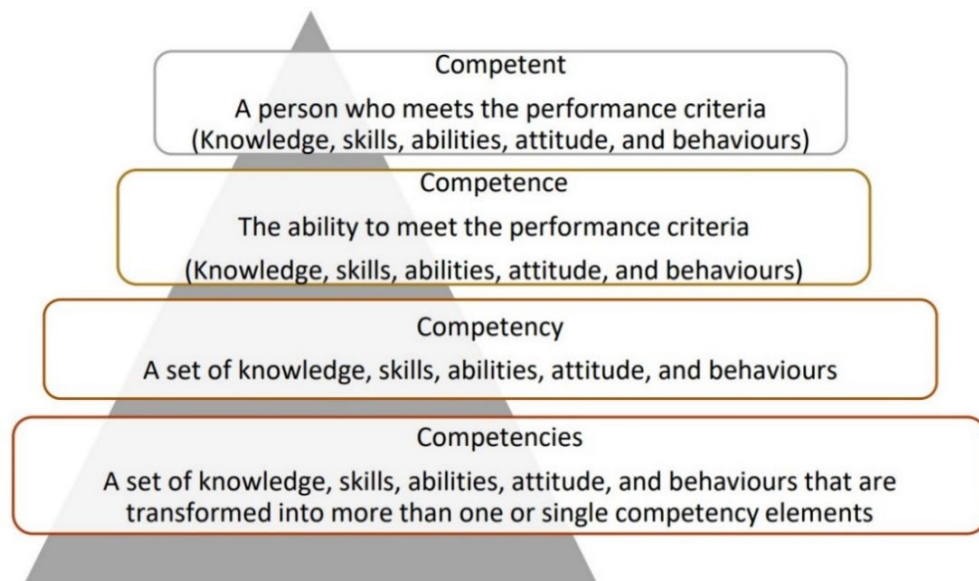 Competent
A person who meets the performance criteria
(Knowledge, skills, abilities, attitude, and behaviours)
Competence
The ability to meet the performance criteria
(Knowledge, skills, abilities, attitude, and behaviours)
Competency
A set of knowledge, skills, abilities, attitude, and behaviours
Competencies
A set of knowledge, skills, abilities, attitude, and behaviours that are
transformed into more than one or single competency elements